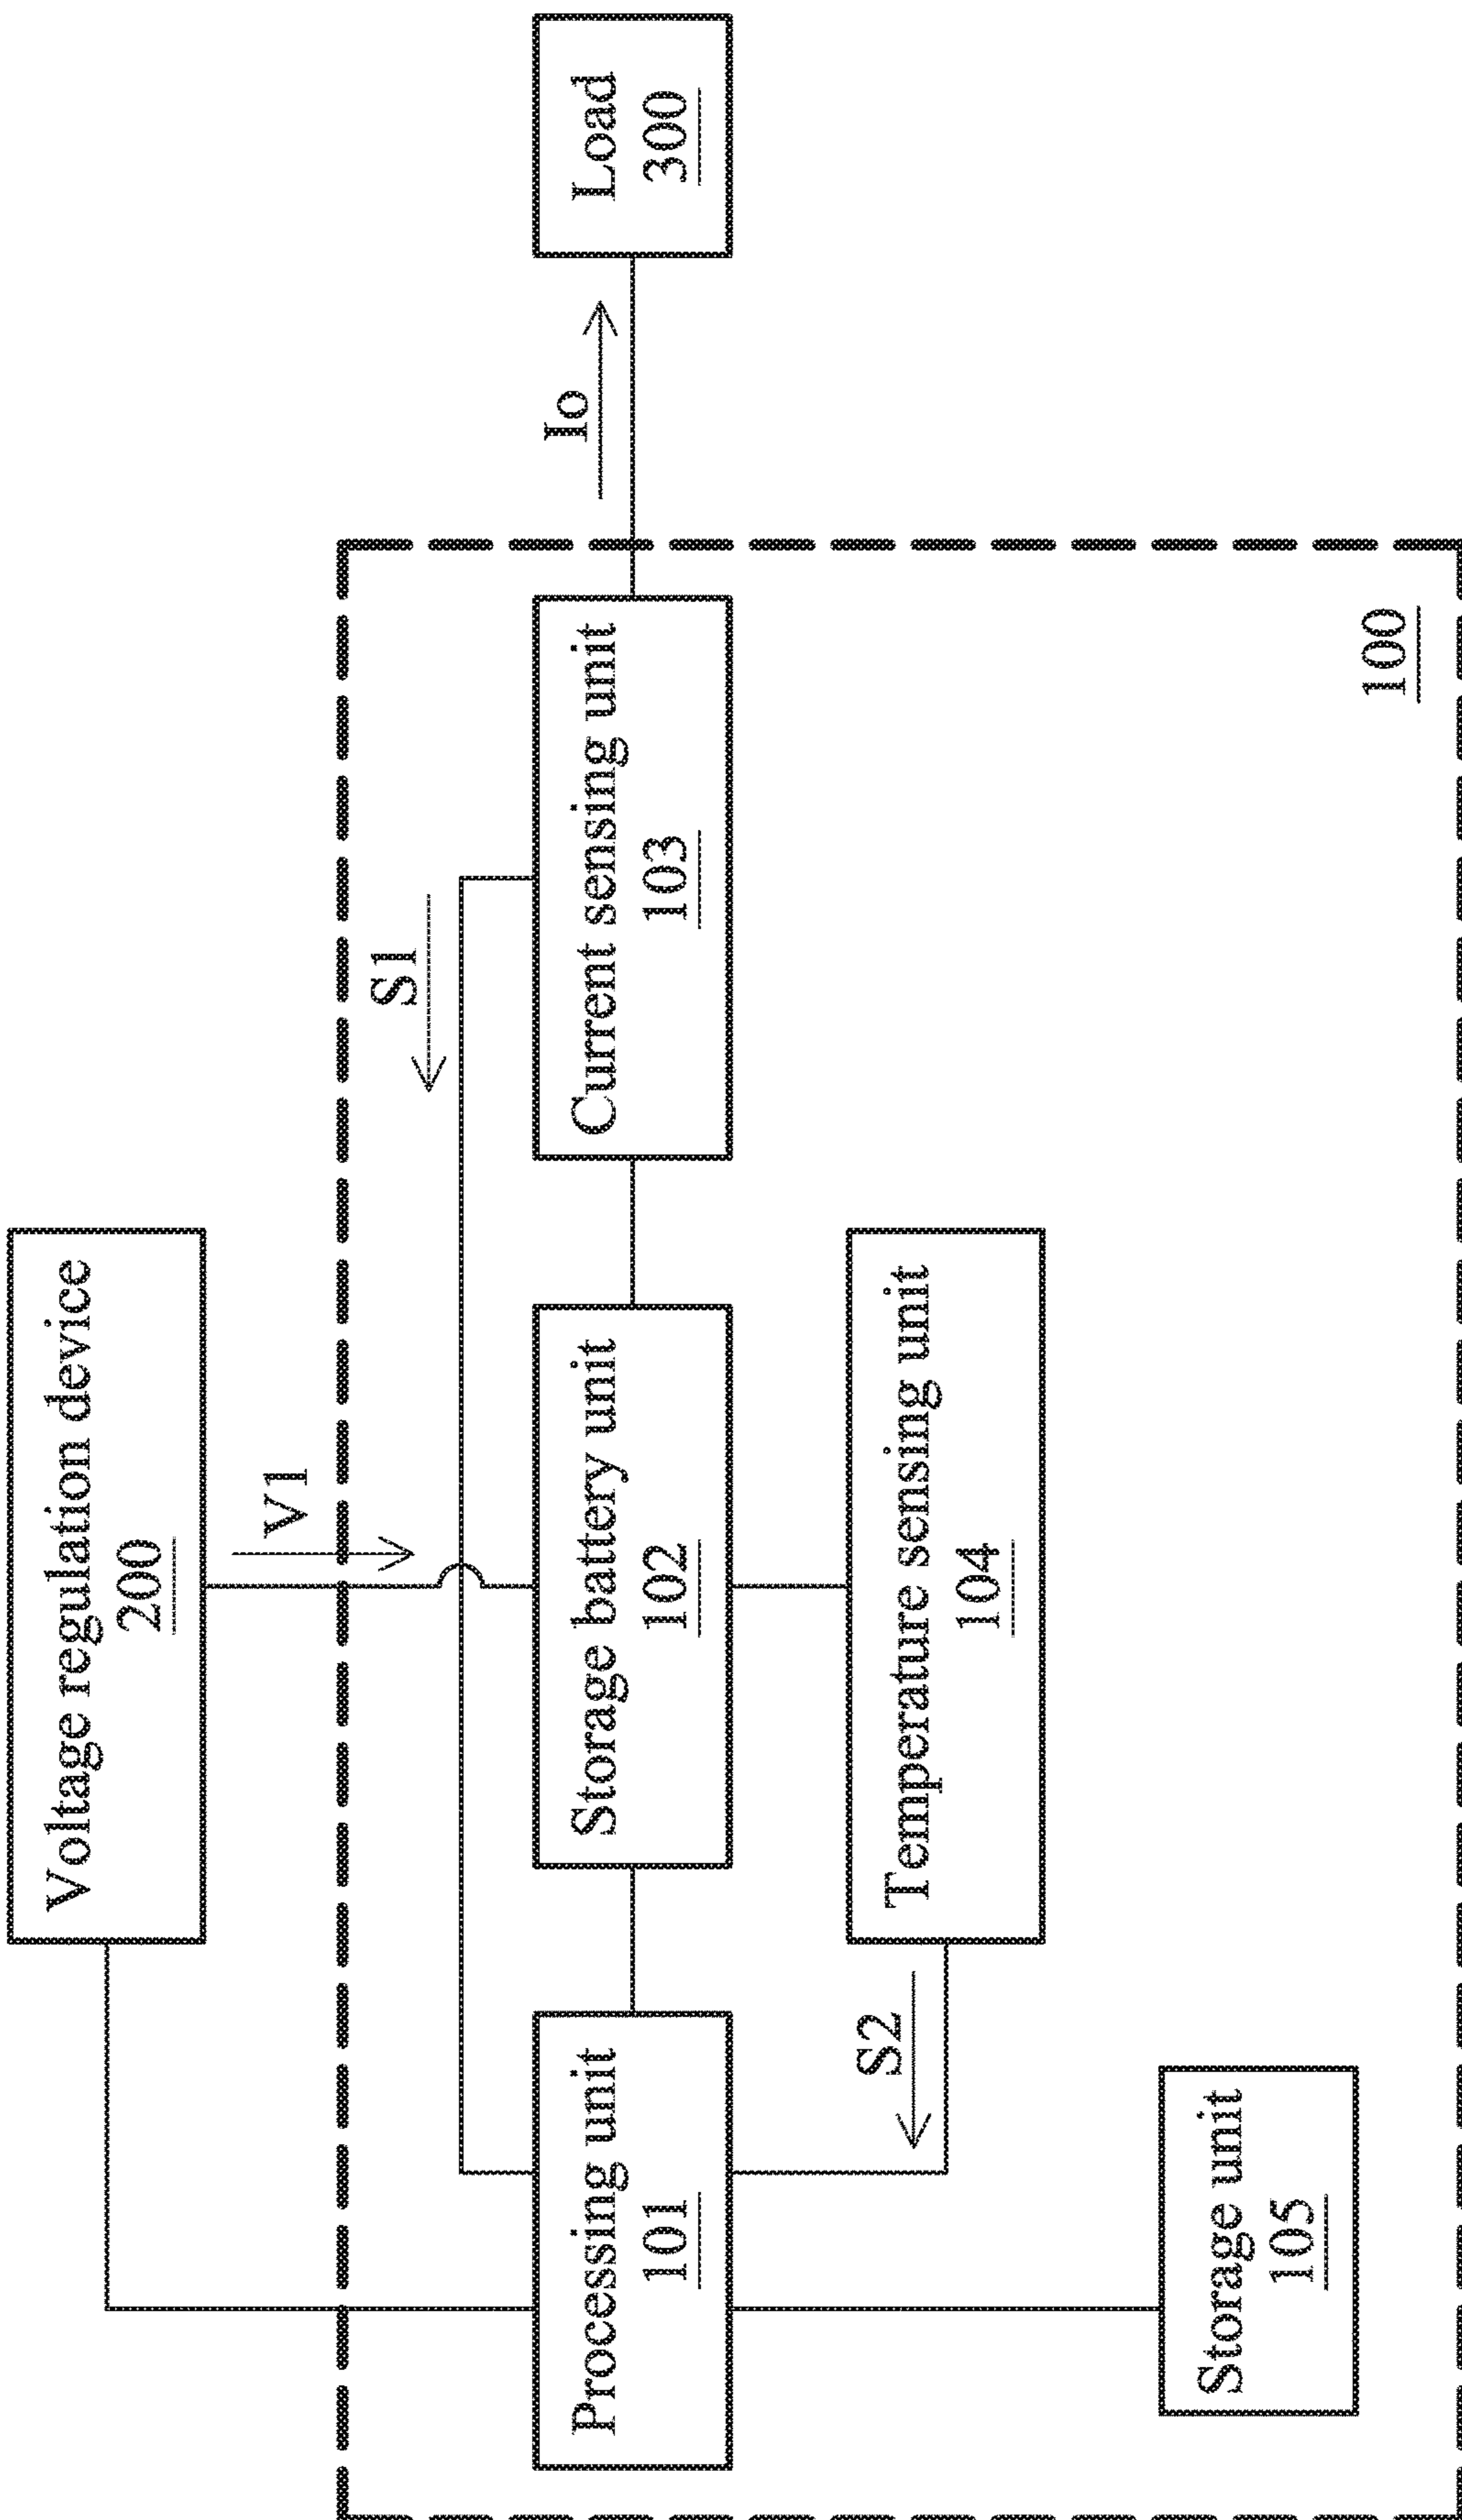 Voltage regulation device
200
V1
S1
Io
Processing unit
101
Storage battery unit
102
Current sensing unit
103
Load
300
S2
Temperature sensing unit
104
Storage unit
105
100